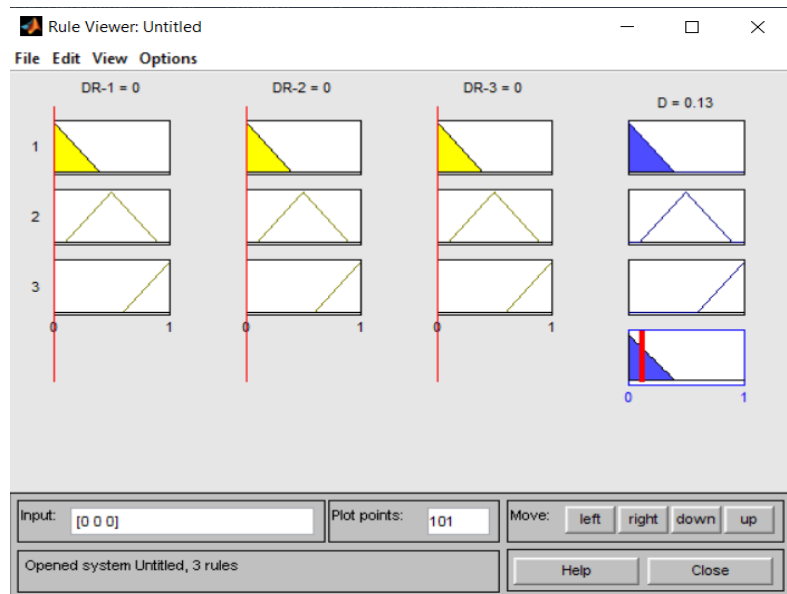 Rule Viewer: Untitled
File Edit View Options
DR-1 = 0 DR-2 = 0 DR-3 = 0 D = 0.13
1
2
3
0 1 0 1 0 1
0 1
Input: [0 0 0] Plot points: 101 Move: left right down up
Opened system Untitled, 3 rules Help Close